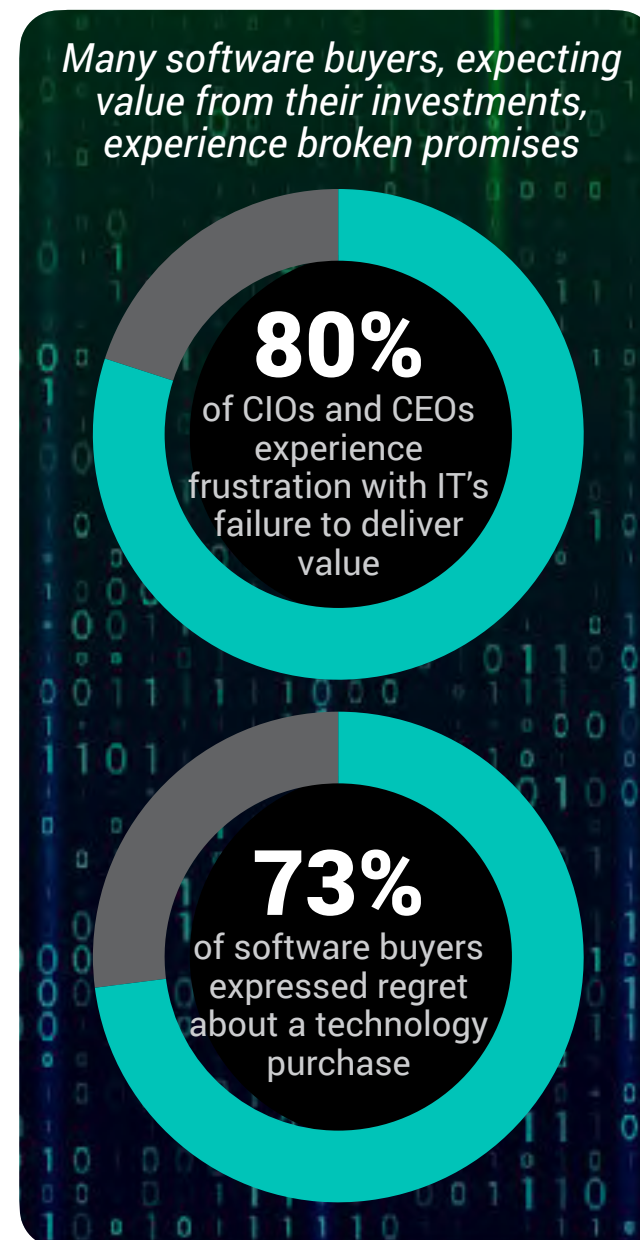 Many software buyers, expecting
value from their investments,
experience broken promises
80%
of CIOs and CEOs
experience
frustration with IT's
failure to deliver
value
73%
of software buyers
expressed regret
about a technology
purchase